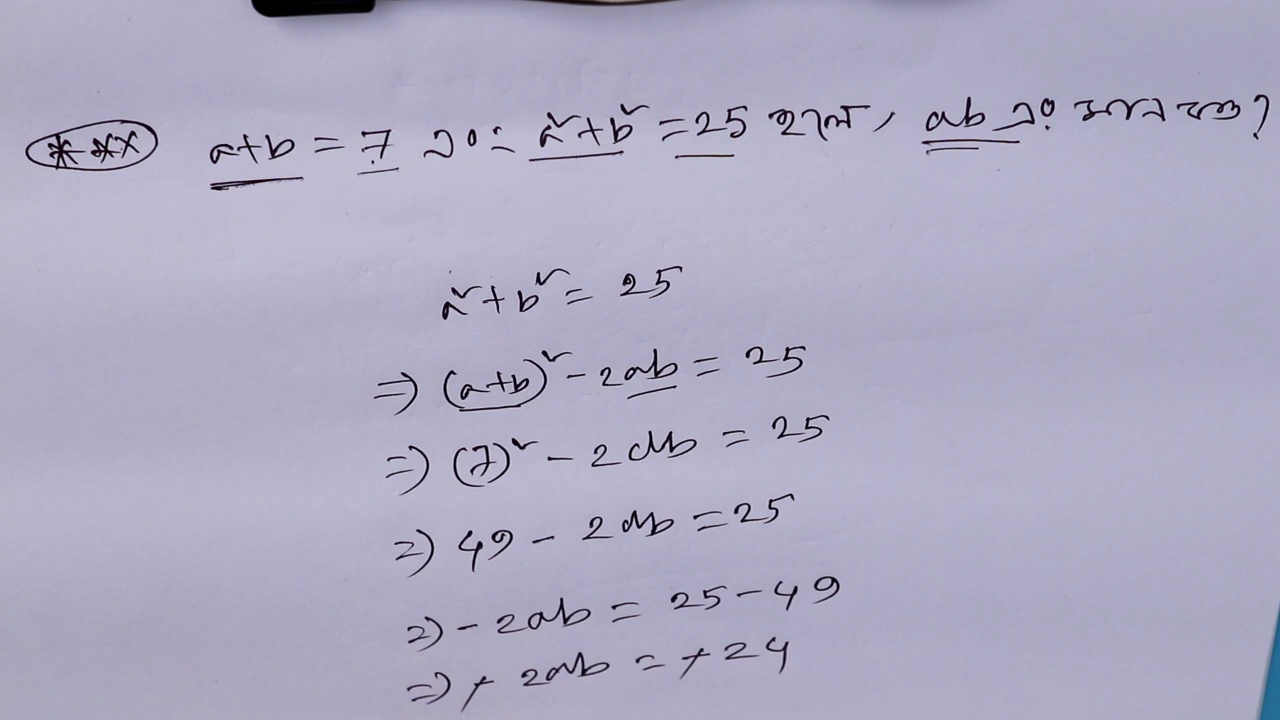 *** a+b = 7 এবং a²+b² = 25 হলে, ab এর মান কত?
a²+b² = 25
⇒ (a+b)² - 2ab = 25
⇒ (7)² - 2ab = 25
⇒ 49 - 2ab = 25
⇒ - 2ab = 25 - 49
⇒ + 2ab = + 24